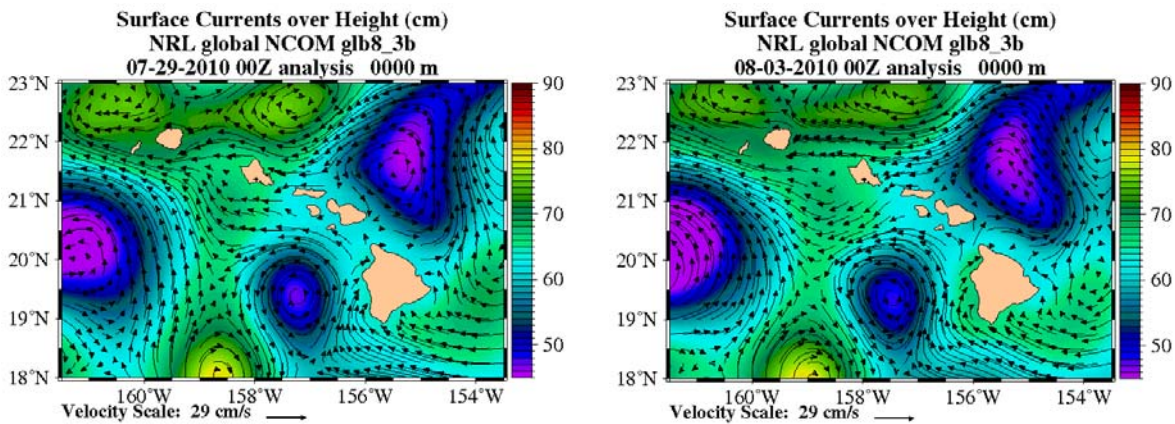 Surface Currents over Height (cm)
NRL global NCOM glb8_3b
07-29-2010 00Z analysis 0000 m
23°N
22°N
21°N
20°N
19°N
18°N
160°W
158°W
156°W
154°W
90
80
70
60
50
Velocity Scale: 29 cm/s
Surface Currents over Height (cm)
NRL global NCOM glb8_3b
08-03-2010 00Z analysis 0000 m
23°N
22°N
21°N
20°N
19°N
18°N
160°W
158°W
156°W
154°W
90
80
70
60
50
Velocity Scale: 29 cm/s